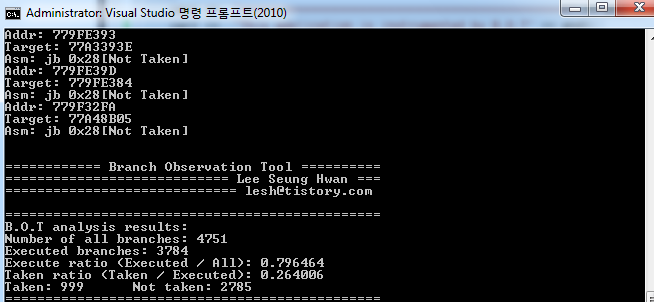 Administrator: Visual Studio 명령 프롬프트(2010)
Addr: 779FE393
Target: 77A3393E
Asm: jb 0x28[Not Taken]
Addr: 779FE39D
Target: 779FE384
Asm: jb 0x28[Not Taken]
Addr: 779F32FA
Target: 77A48B05
Asm: jb 0x28[Not Taken]
============ Branch Observation Tool ==========
============================ Lee Seung Hwan ===
============================= lesh@tistory.com
===============================================
B.O.T analysis results:
Number of all branches: 4751
Executed branches: 3784
Execute ratio (Executed / All): 0.796464
Taken ratio (Taken / Executed): 0.264006
Taken: 999      Not taken: 2785
===============================================